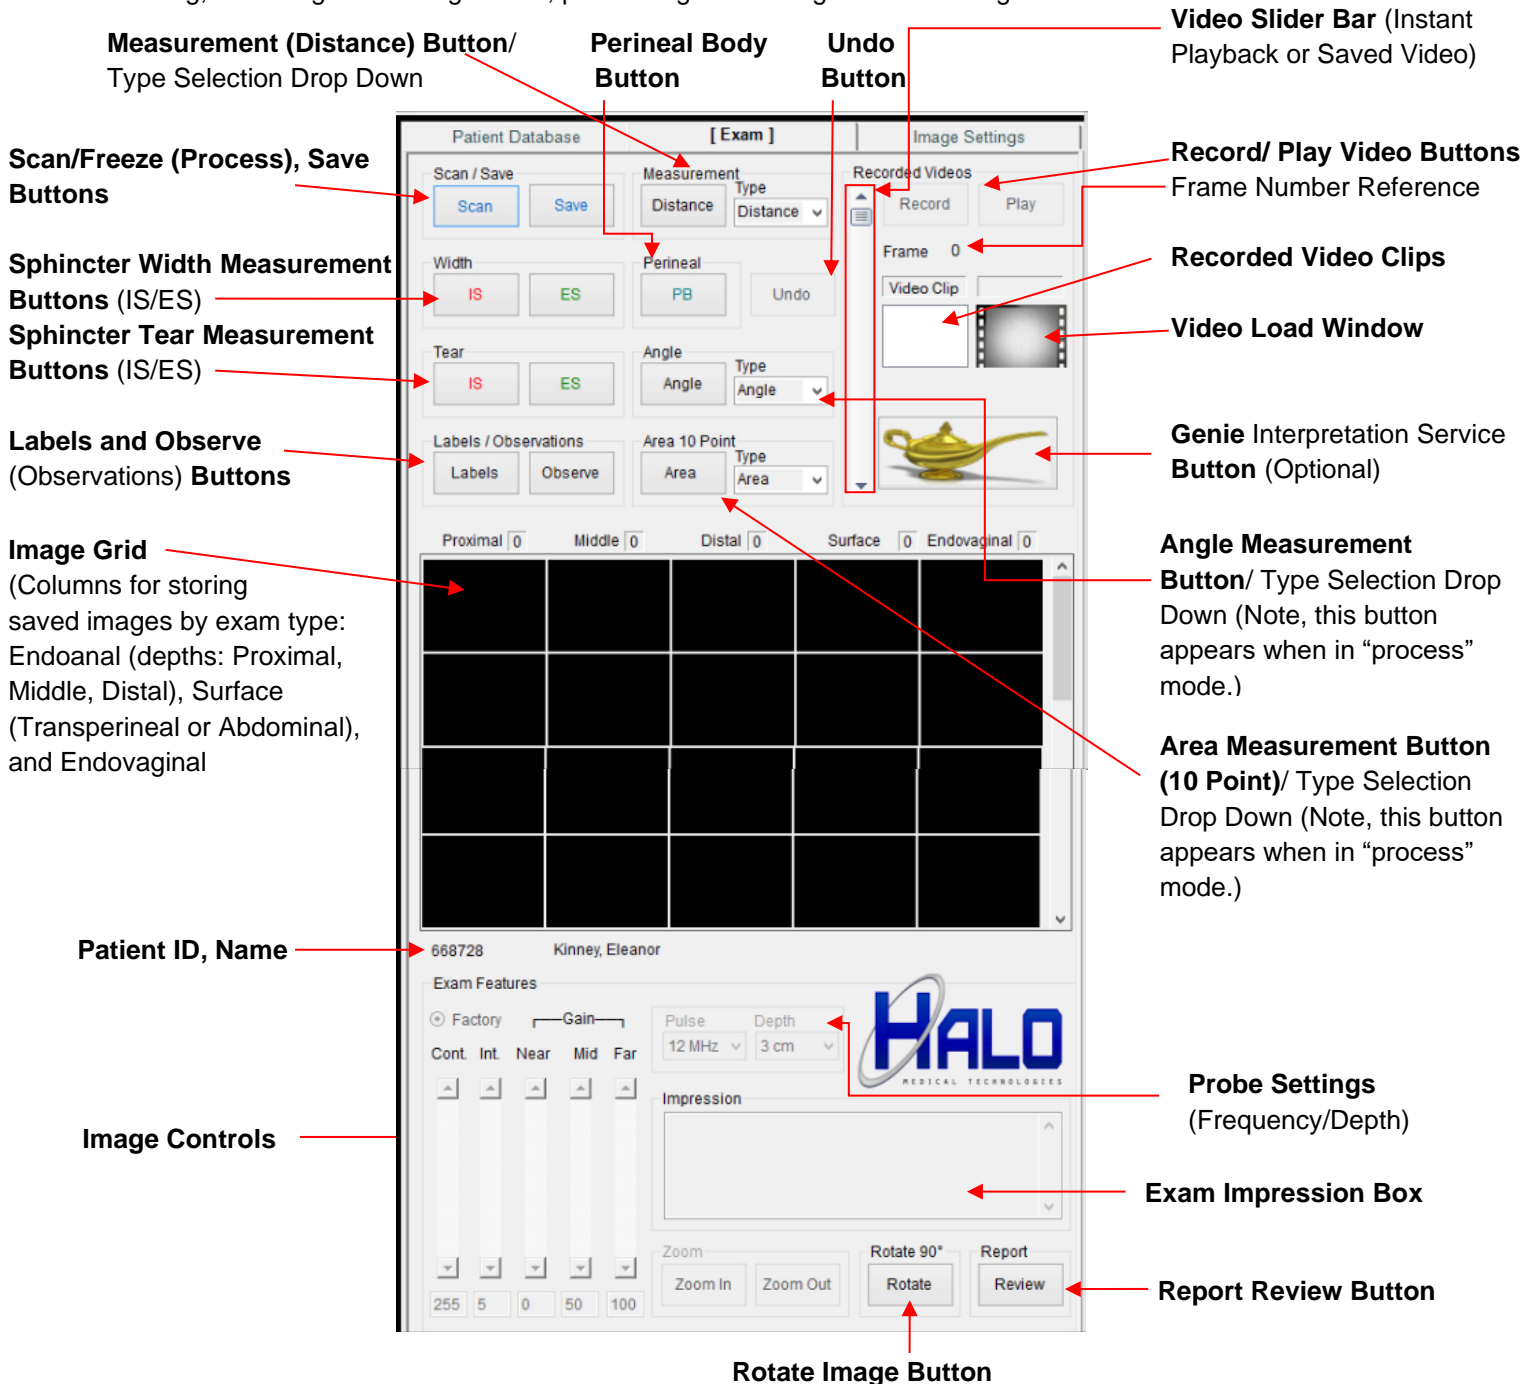 Video Slider Bar (Instant
Playback or Saved Video)
Measurement (Distance) Button/
Type Selection Drop Down
Perineal Body
Button
Undo
Button
Scan/Freeze (Process), Save
Buttons
Sphincter Width Measurement
Buttons (IS/ES)
Sphincter Tear Measurement
Buttons (IS/ES)
Labels and Observe
(Observations) Buttons
Image Grid
(Columns for storing
saved images by exam type:
Endoanal (depths: Proximal,
Middle, Distal), Surface
(Transperineal or Abdominal),
and Endovaginal
Patient ID, Name
Image Controls
Patient Database
[ Exam ]
Image Settings
Scan / Save
Scan
Save
Measurement
Type
Distance
Distance
Recorded Videos
Record
Play
Frame 0
Width
IS
ES
Perineal
PB
Undo
Video Clip
Tear
IS
ES
Angle
Type
Angle
Angle
Labels / Observations
Labels
Observe
Area 10 Point
Type
Area
Area
Proximal 0 Middle 0 Distal 0 Surface 0 Endovaginal 0
668728 Kinney, Eleanor
Exam Features
Factory
Gain
Cont. Int. Near Mid Far
255 5 0 50 100
Pulse
Depth
12 MHz
3 cm
HALO
MEDICAL TECHNOLOGIES
Impression
Zoom
Zoom In
Zoom Out
Rotate 90°
Rotate
Report
Review
Record/ Play Video Buttons
Frame Number Reference
Recorded Video Clips
Video Load Window
Genie Interpretation Service
Button (Optional)
Angle Measurement
Button/ Type Selection Drop
Down (Note, this button
appears when in “process”
mode.)
Area Measurement Button
(10 Point)/ Type Selection
Drop Down (Note, this button
appears when in “process”
mode.)
Probe Settings
(Frequency/Depth)
Exam Impression Box
Report Review Button
Rotate Image Button